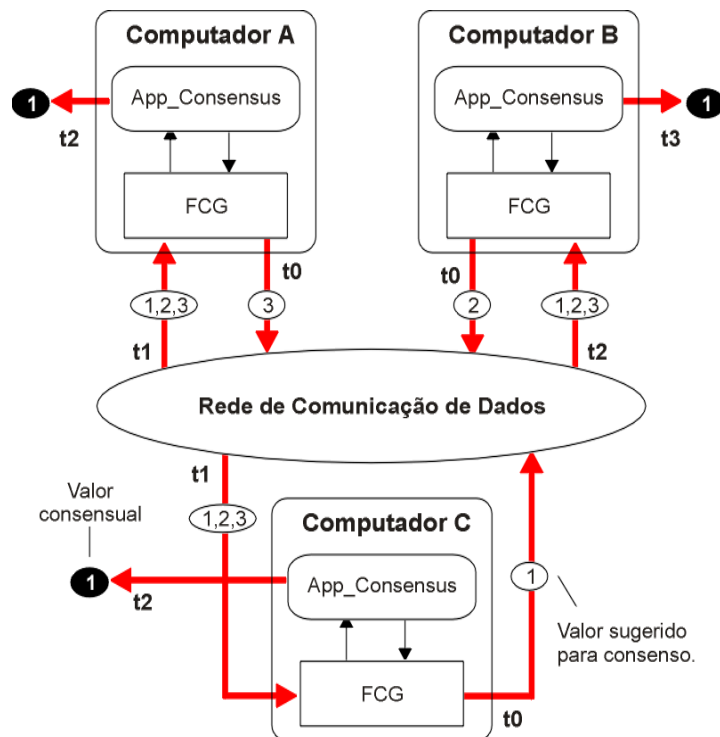 Computador A
App_Consensus
1
t2
FCG
t0
1,2,3
3
t1
Computador B
App_Consensus
1
t3
FCG
t0
2
1,2,3
t2
Rede de Comunicação de Dados
t1
Valor
consensual
1,2,3
1
t2
Computador C
App_Consensus
FCG
t0
1
Valor sugerido
para consenso.